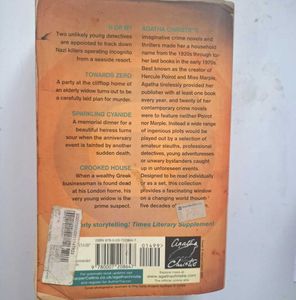 N OR M?
Two unlikely young detectives
are appointed to track down
Nazi killers operating incognito
from a seaside resort.
TOWARDS ZERO
A party at the clifftop home of
an elderly widow turns out to be
a carefully laid plan for murder.
SPARKLING CYANIDE
A memorial dinner for a
beautiful heiress turns
sour when the anniversary
event is tainted by another
sudden death.
CROOKED HOUSE
When a wealthy Greek
businessman is found dead
at his London home, his
very young widow is the
prime suspect.
AGATHA CHRISTIE'S
imaginative crime novels and
thrillers made her a household
name from the 1920s through to
her last books in the early 1970s.
Best known as the creator of
Hercule Poirot and Miss Marple,
Agatha tirelessly provided her
publisher with at least one book
every year, and twenty of her
contemporary crime novels
were to feature neither Poirot
nor Marple. Instead a wide range
of ingenious plots would be
played out by a selection of
amateur sleuths, professional
detectives, young adventurers
or unwary bystanders caught
up in unforeseen events.
Designed to be read individually
or as a set, this collection
provides a fascinating window
on a changing world though
five decades of
storytelling! Times Literary Supplement
Agatha
Christie